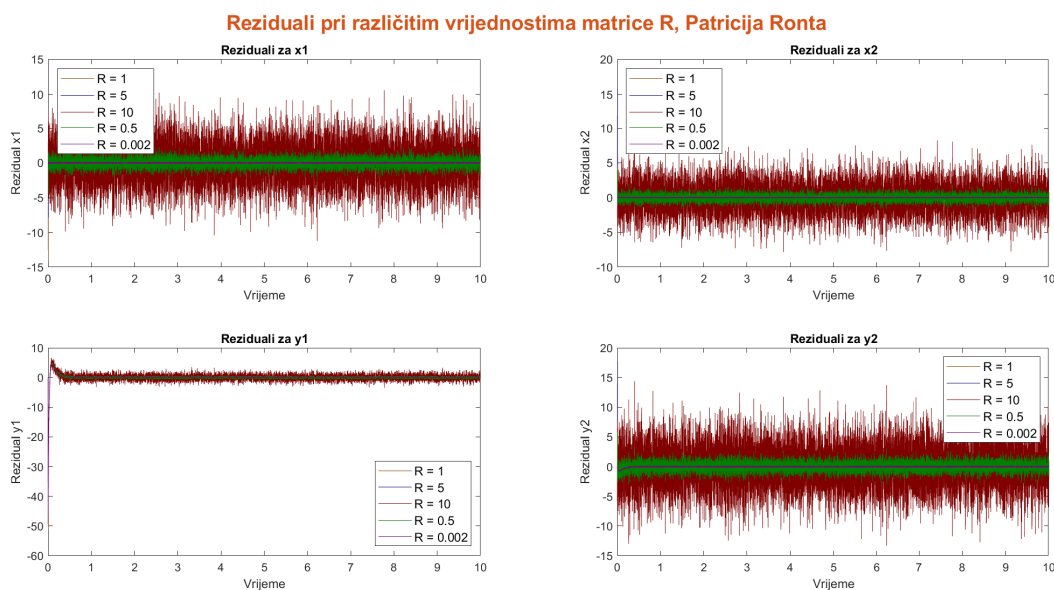 Reziduali pri različitim vrijednostima matrice R, Patricija Ronta
Reziduali za x1
15
10
5
0
-5
-10
-15
Rezidual x1
R = 1
R = 5
R = 10
R = 0.5
R = 0.002
0 1 2 3 4 5 6 7 8 9 10
Vrijeme
Reziduali za x2
20
15
10
5
0
-5
-10
Rezidual x2
R = 1
R = 5
R = 10
R = 0.5
R = 0.002
0 1 2 3 4 5 6 7 8 9 10
Vrijeme
Reziduali za y1
10
0
-10
-20
-30
-40
-50
-60
Rezidual y1
R = 1
R = 5
R = 10
R = 0.5
R = 0.002
0 1 2 3 4 5 6 7 8 9 10
Vrijeme
Reziduali za y2
20
15
10
5
0
-5
-10
-15
Rezidual y2
R = 1
R = 5
R = 10
R = 0.5
R = 0.002
0 1 2 3 4 5 6 7 8 9 10
Vrijeme